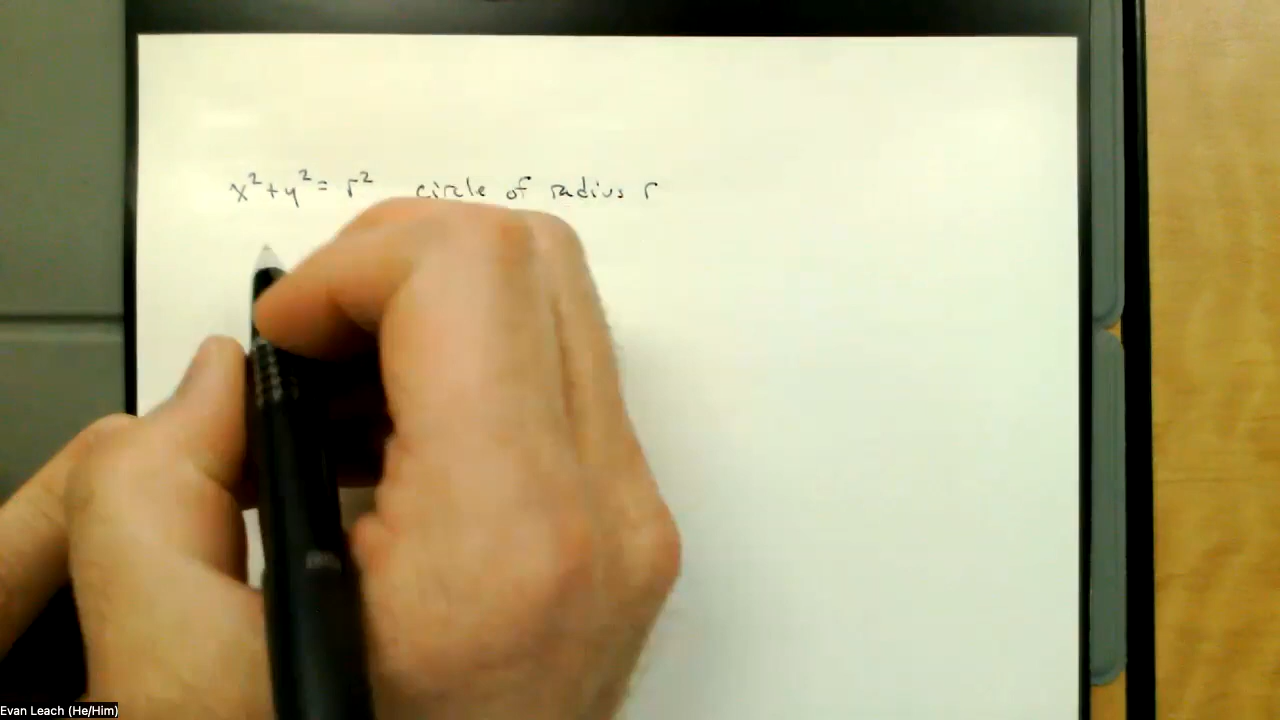 x²+y²= r² circle of radius r
Evan Leach (He/Him)